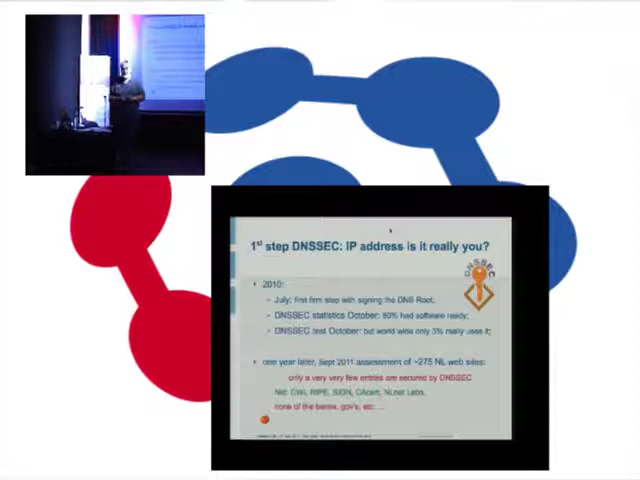 1st step DNSSEC: IP address is it really you?
DNSSEC
• 2010:
– July: first firm step with signing the DNS Root;
– DNSSEC statistics October: 80% had software ready;
– DNSSEC test October: but world wide only 3% really uses it;
• one year later, Sept 2011 assessment of ~275 NL web sites:
only a very very few entries are secured by DNSSEC
CWI, RIPE, SIDN, CAcert, NLnet Labs,
none of the banks, gov's, etc....